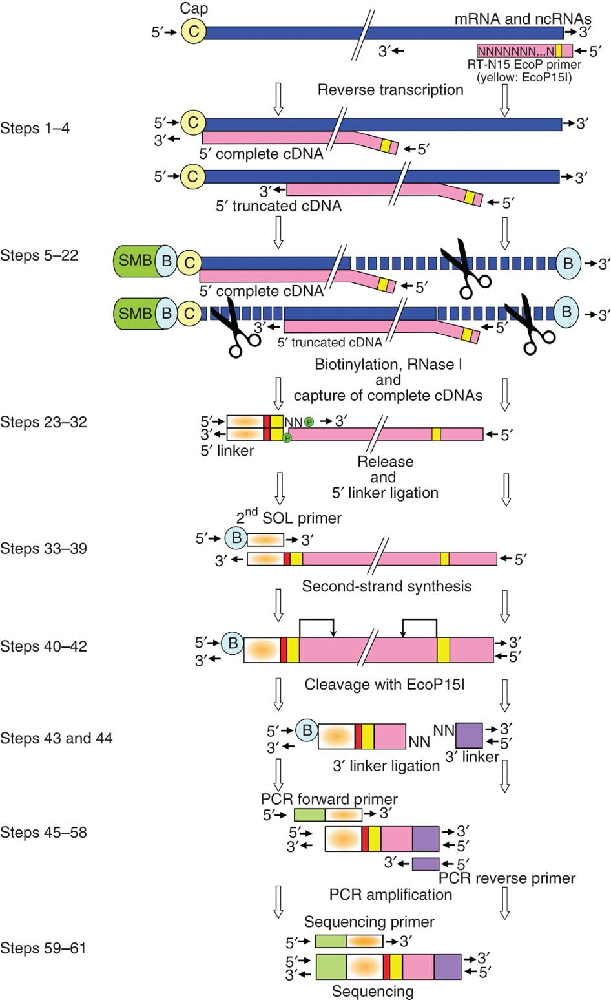 Cap
mRNA and ncRNAs
5′ C 3′
3′ NNNNNNN...N 5′
RT-N15 EcoP primer
(yellow: EcoP15I)
Reverse transcription
Steps 1–4
5′ C 3′
3′ 5′
5′ complete cDNA
5′ C 3′
3′ 5′
5′ truncated cDNA
Steps 5–22
SMB B C B 3′
5′
5′ complete cDNA
SMB B C B 3′
3′ 5′
5′ truncated cDNA
Biotinylation, RNase I
and
capture of complete cDNAs
Steps 23–32
5′ NN P 3′
3′ P 5′
5′ linker
Release
and
5′ linker ligation
2nd SOL primer
5′ B 3′
Steps 33–39
3′ 5′
Second-strand synthesis
Steps 40–42
5′ B 3′
3′ 5′
Cleavage with EcoP15I
Steps 43 and 44
5′ B NN 3′
3′ NN 5′
3′ linker
3′ linker ligation
PCR forward primer
5′ 3′
Steps 45–58
5′ 3′
3′ 5′
3′ 5′
PCR reverse primer
PCR amplification
Sequencing primer
5′ 3′
Steps 59–61
5′ 3′
3′ 5′
Sequencing